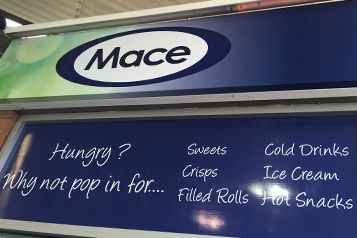 Mace
Hungry ?
Why not pop in for....
Sweets
Crisps
Filled Rolls
Cold Drinks
Ice Cream
Hot Snacks